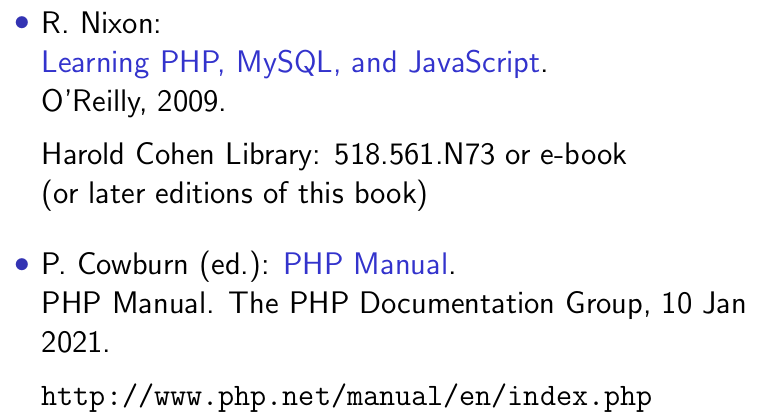 • R. Nixon:
Learning PHP, MySQL, and JavaScript.
O'Reilly, 2009.
Harold Cohen Library: 518.561.N73 or e-book
(or later editions of this book)
• P. Cowburn (ed.): PHP Manual.
PHP Manual. The PHP Documentation Group, 10 Jan
2021.
http://www.php.net/manual/en/index.php